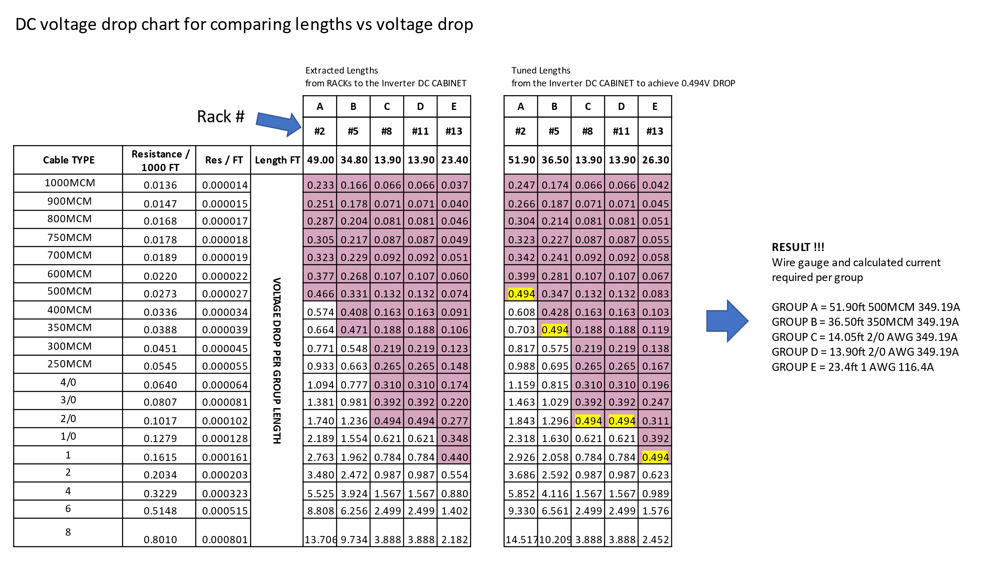 DC voltage drop chart for comparing lengths vs voltage drop
Extracted Lengths
from RACKs to the Inverter DC CABINET
Tuned Lengths
from the Inverter DC CABINET to achieve 0.494V DROP
Rack #
A B C D E A B C D E
#2 #5 #8 #11 #13 #2 #5 #8 #11 #13
Cable TYPE Resistance / 1000 FT Res / FT Length FT 49.00 34.80 13.90 13.90 23.40 51.90 36.50 13.90 13.90 26.30
VOLTAGE DROP PER GROUP LENGTH
1000MCM 0.0136 0.000014 0.233 0.166 0.066 0.066 0.037 0.247 0.174 0.066 0.066 0.042
900MCM 0.0147 0.000015 0.251 0.178 0.071 0.071 0.040 0.266 0.187 0.071 0.071 0.045
800MCM 0.0168 0.000017 0.287 0.204 0.081 0.081 0.046 0.304 0.214 0.081 0.081 0.051
750MCM 0.0178 0.000018 0.305 0.217 0.087 0.087 0.049 0.323 0.227 0.087 0.087 0.055
700MCM 0.0189 0.000019 0.323 0.229 0.092 0.092 0.051 0.342 0.241 0.092 0.092 0.058
600MCM 0.0220 0.000022 0.377 0.268 0.107 0.107 0.060 0.399 0.281 0.107 0.107 0.067
500MCM 0.0273 0.000027 0.466 0.331 0.132 0.132 0.074 0.494 0.347 0.132 0.132 0.083
400MCM 0.0336 0.000034 0.574 0.408 0.163 0.163 0.091 0.608 0.428 0.163 0.163 0.103
350MCM 0.0388 0.000039 0.664 0.471 0.188 0.188 0.106 0.703 0.494 0.188 0.188 0.119
300MCM 0.0451 0.000045 0.771 0.548 0.219 0.219 0.123 0.817 0.575 0.219 0.219 0.138
250MCM 0.0545 0.000055 0.933 0.663 0.265 0.265 0.148 0.988 0.695 0.265 0.265 0.167
4/0 0.0640 0.000064 1.094 0.777 0.310 0.310 0.174 1.159 0.815 0.310 0.310 0.196
3/0 0.0807 0.000081 1.381 0.981 0.392 0.392 0.220 1.463 1.029 0.392 0.392 0.247
2/0 0.1017 0.000102 1.740 1.236 0.494 0.494 0.277 1.843 1.296 0.494 0.494 0.311
1/0 0.1279 0.000128 2.189 1.554 0.621 0.621 0.348 2.318 1.630 0.621 0.621 0.392
1 0.1615 0.000161 2.763 1.962 0.784 0.784 0.440 2.926 2.058 0.784 0.784 0.494
2 0.2034 0.000203 3.480 2.472 0.987 0.987 0.554 3.686 2.592 0.987 0.987 0.623
4 0.3229 0.000323 5.525 3.924 1.567 1.567 0.880 5.852 4.116 1.567 1.567 0.989
6 0.5148 0.000515 8.808 6.256 2.499 2.499 1.402 9.330 6.561 2.499 2.499 1.576
8 0.8010 0.000801 13.706 9.734 3.888 3.888 2.182 14.517 10.209 3.888 3.888 2.452
RESULT !!!
Wire gauge and calculated current
required per group
GROUP A = 51.90ft 500MCM 349.19A
GROUP B = 36.50ft 350MCM 349.19A
GROUP C = 14.05ft 2/0 AWG 349.19A
GROUP D = 13.90ft 2/0 AWG 349.19A
GROUP E = 23.4ft 1 AWG 116.4A